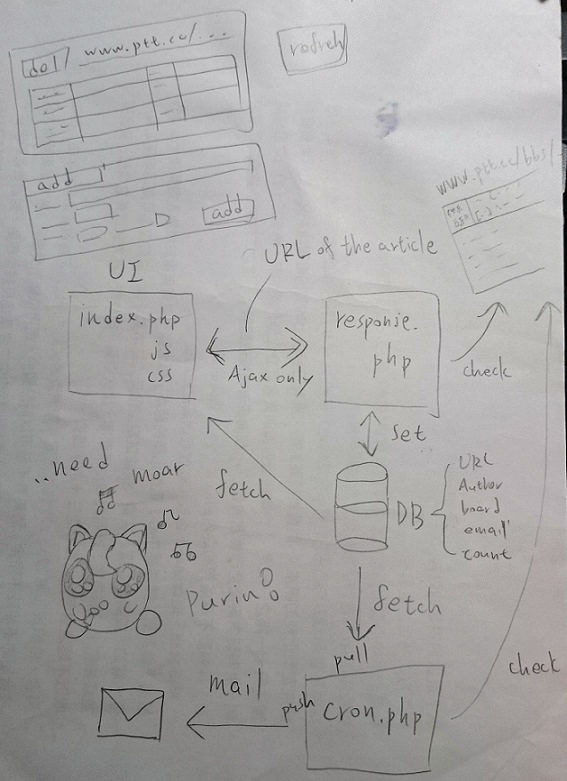 del
www.ptt.cc/...
add
add
www.ptt.cc/bbs/
URL of the article
UI
index.php
js
css
Ajax only
response.
php
check
set
fetch
DB
URL
Author
board
email
count
..need
moar
Purin
fetch
pull
push
mail
cron.php
check